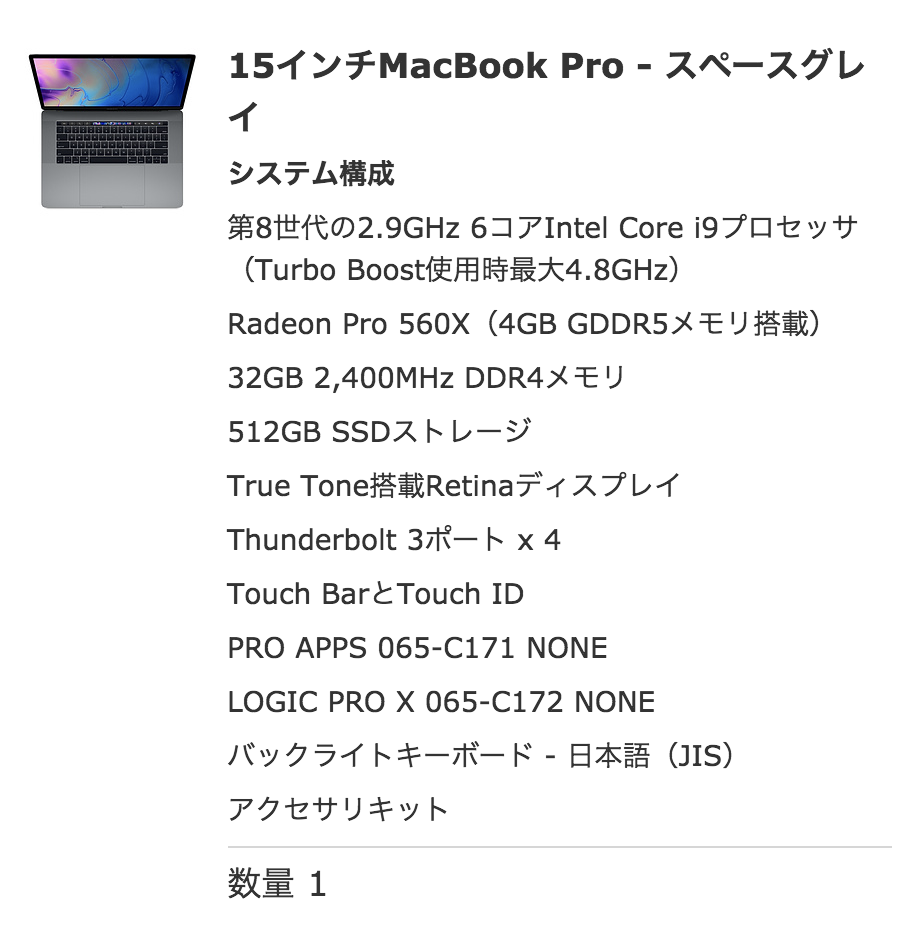 15インチMacBook Pro - スペースグレ
イ
システム構成
第8世代の2.9GHz 6コアIntel Core i9プロセッサ
（Turbo Boost使用時最大4.8GHz）
Radeon Pro 560X（4GB GDDR5メモリ搭載）
32GB 2,400MHz DDR4メモリ
512GB SSDストレージ
True Tone搭載Retinaディスプレイ
Thunderbolt 3ポート x 4
Touch BarとTouch ID
PRO APPS 065-C171 NONE
LOGIC PRO X 065-C172 NONE
バックライトキーボード - 日本語（JIS）
アクセサリキット
数量 1